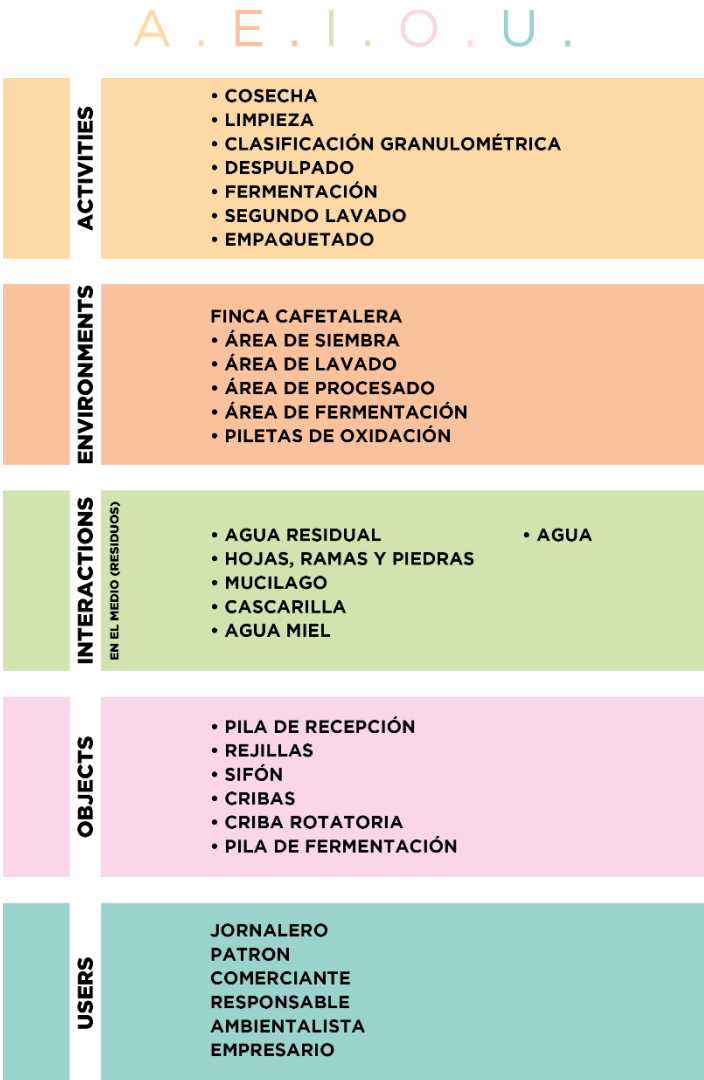 A . E . I . O . U .
ACTIVITIES
• COSECHA
• LIMPIEZA
• CLASIFICACIÓN GRANULOMÉTRICA
• DESPULPADO
• FERMENTACIÓN
• SEGUNDO LAVADO
• EMPAQUETADO
ENVIRONMENTS
FINCA CAFETALERA
• ÁREA DE SIEMBRA
• ÁREA DE LAVADO
• ÁREA DE PROCESADO
• ÁREA DE FERMENTACIÓN
• PILETAS DE OXIDACIÓN
INTERACTIONS
EN EL MEDIO (RESIDUOS)
• AGUA RESIDUAL
• HOJAS, RAMAS Y PIEDRAS
• MUCILAGO
• CASCARILLA
• AGUA MIEL
• AGUA
OBJECTS
• PILA DE RECEPCIÓN
• REJILLAS
• SIFÓN
• CRIBAS
• CRIBA ROTATORIA
• PILA DE FERMENTACIÓN
USERS
JORNALERO
PATRON
COMERCIANTE
RESPONSABLE
AMBIENTALISTA
EMPRESARIO